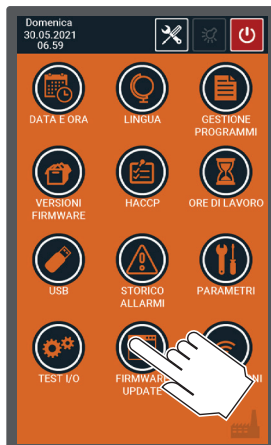 Domenica
30.05.2021
06.59
DATA E ORA
LINGUA
GESTIONE
PROGRAMMI
VERSIONI
FIRMWARE
HACCP
ORE DI LAVORO
USB
STORICO
ALLARMI
PARAMETRI
TEST I/O
FIRMWARE
UPDATE